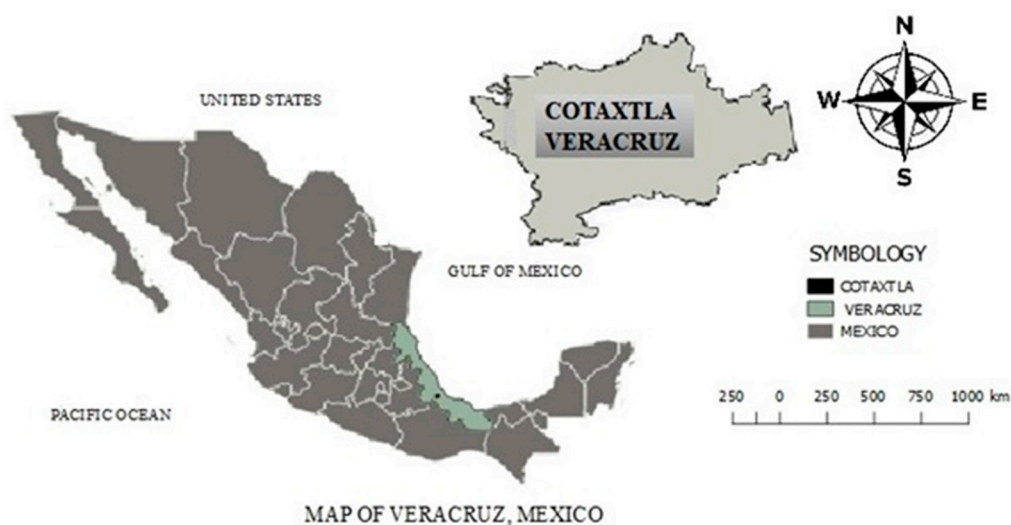 N
UNITED STATES
COTAXTLA
VERACRUZ
W
E
S
GULF OF MEXICO
SYMBOLOGY
COTAXTLA
VERACRUZ
MEXICO
PACIFIC OCEAN
250 0 250 500 750 1000 km
MAP OF VERACRUZ, MEXICO